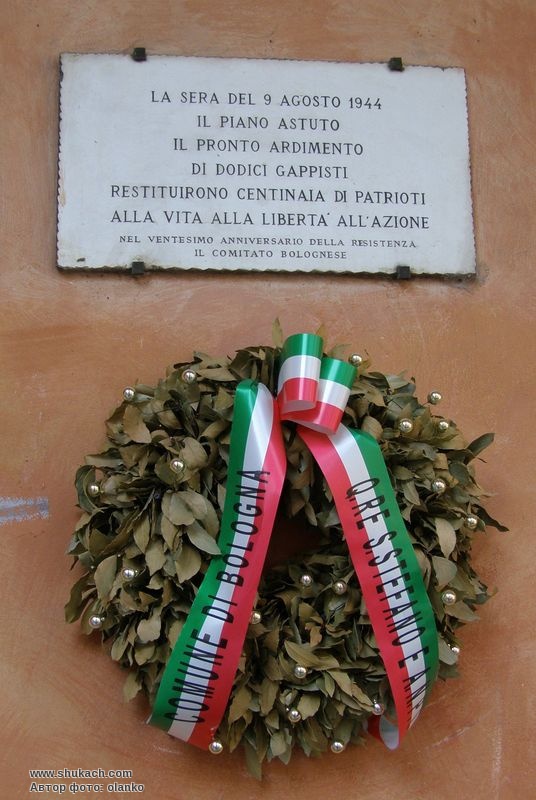 LA SERA DEL 9 AGOSTO 1944
IL PIANO ASTUTO
IL PRONTO ARDIMENTO
DI DODICI GAPPISTI
RESTITUIRONO CENTINAIA DI PATRIOTI
ALLA VITA ALLA LIBERTA' ALL'AZIONE
NEL VENTESIMO ANNIVERSARIO DELLA RESISTENZA
IL COMITATO BOLOGNESE
COMUNE DI BOLOGNA
QRE S.STEFANO E
www.shukach.com
Автор фото: olanko